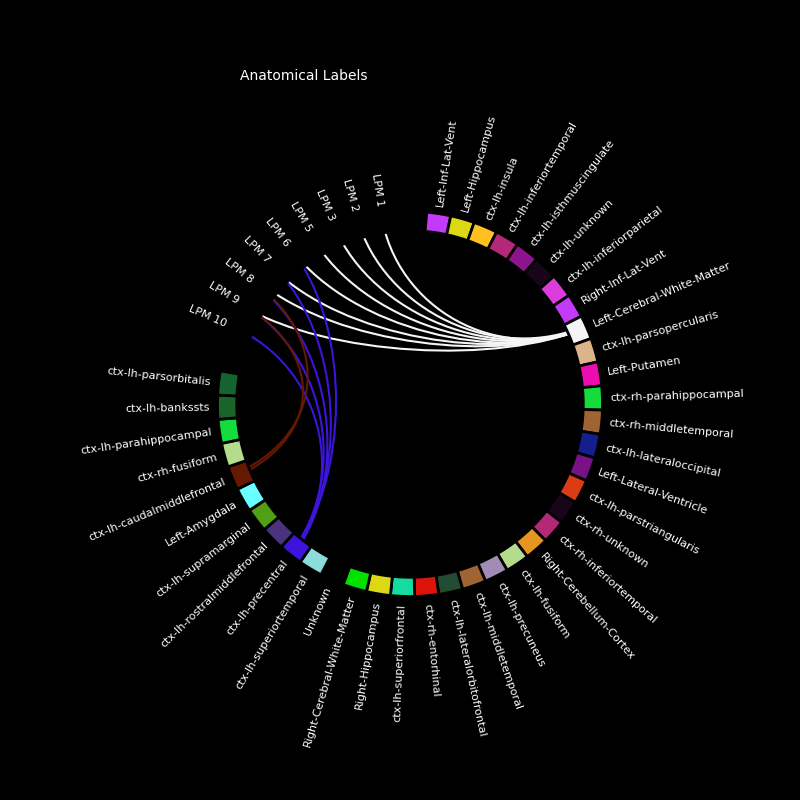 Anatomical Labels
LPM 1
LPM 2
LPM 3
LPM 5
LPM 6
LPM 7
LPM 8
LPM 9
LPM 10
ctx-lh-parsorbitalis
ctx-lh-bankssts
ctx-lh-parahippocampal
ctx-rh-fusiform
ctx-lh-caudalmiddlefrontal
Left-Amygdala
ctx-lh-supramarginal
ctx-lh-rostralmiddlefrontal
ctx-lh-precentral
ctx-lh-superiortemporal
Unknown
Right-Cerebral-White-Matter
Right-Hippocampus
ctx-lh-superiorfrontal
ctx-rh-entorhinal
ctx-lh-lateralorbitofrontal
ctx-lh-middletemporal
ctx-lh-precuneus
ctx-lh-fusiform
Right-Cerebellum-Cortex
ctx-rh-inferiortemporal
ctx-rh-unknown
ctx-lh-parstriangularis
Left-Lateral-Ventricle
ctx-lh-lateraloccipital
ctx-rh-middletemporal
ctx-rh-parahippocampal
Left-Putamen
ctx-lh-parsopercularis
Left-Cerebral-White-Matter
Right-Inf-Lat-Vent
ctx-lh-inferiorparietal
ctx-lh-unknown
ctx-lh-isthmuscingulate
ctx-lh-inferiortemporal
ctx-lh-insula
Left-Hippocampus
Left-Inf-Lat-Vent